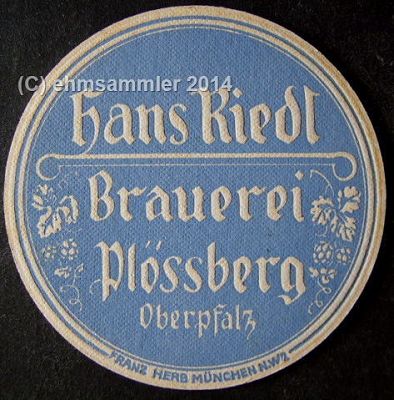 (C) ehmsammler 2014
Hans Riedl
Brauerei
Plössberg
Oberpfalz
FRANZ HERB MÜNCHEN N.W.2